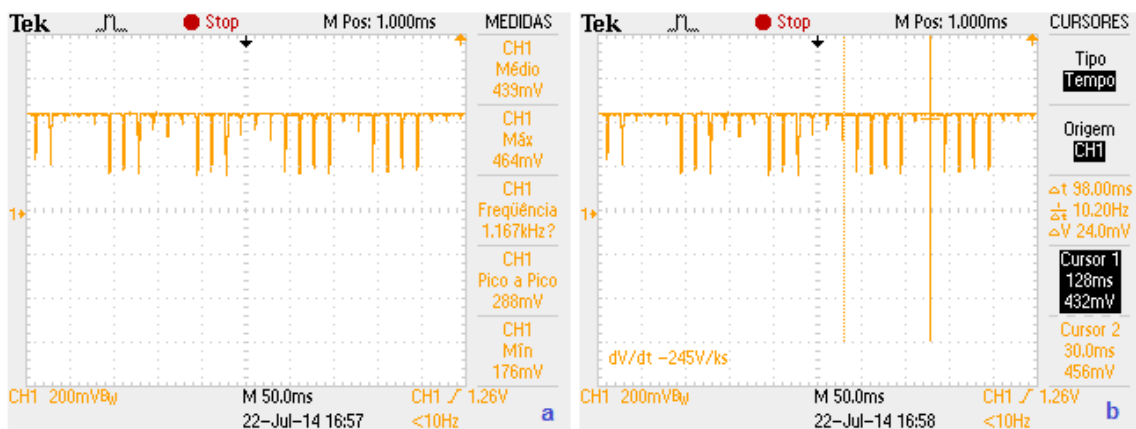 Tek Stop M Pos: 1.000ms MEDIDAS
CH1
Médio
439mV
CH1
Máx
464mV
CH1
Freqüência
1.167kHz?
CH1
Pico a Pico
288mV
CH1
Mín
176mV
1
CH1 200mVBW M 50.0ms CH1 1.26V
22-Jul-14 16:57 <10Hz
a
Tek Stop M Pos: 1.000ms CURSORES
Tipo
Tempo
Origem
CH1
Δt 98.00ms
1/Δt 10.20Hz
ΔV 24.0mV
Cursor 1
128ms
432mV
Cursor 2
30.0ms
456mV
1
dV/dt -245V/ks
CH1 200mVBW M 50.0ms CH1 1.26V
22-Jul-14 16:58 <10Hz
b